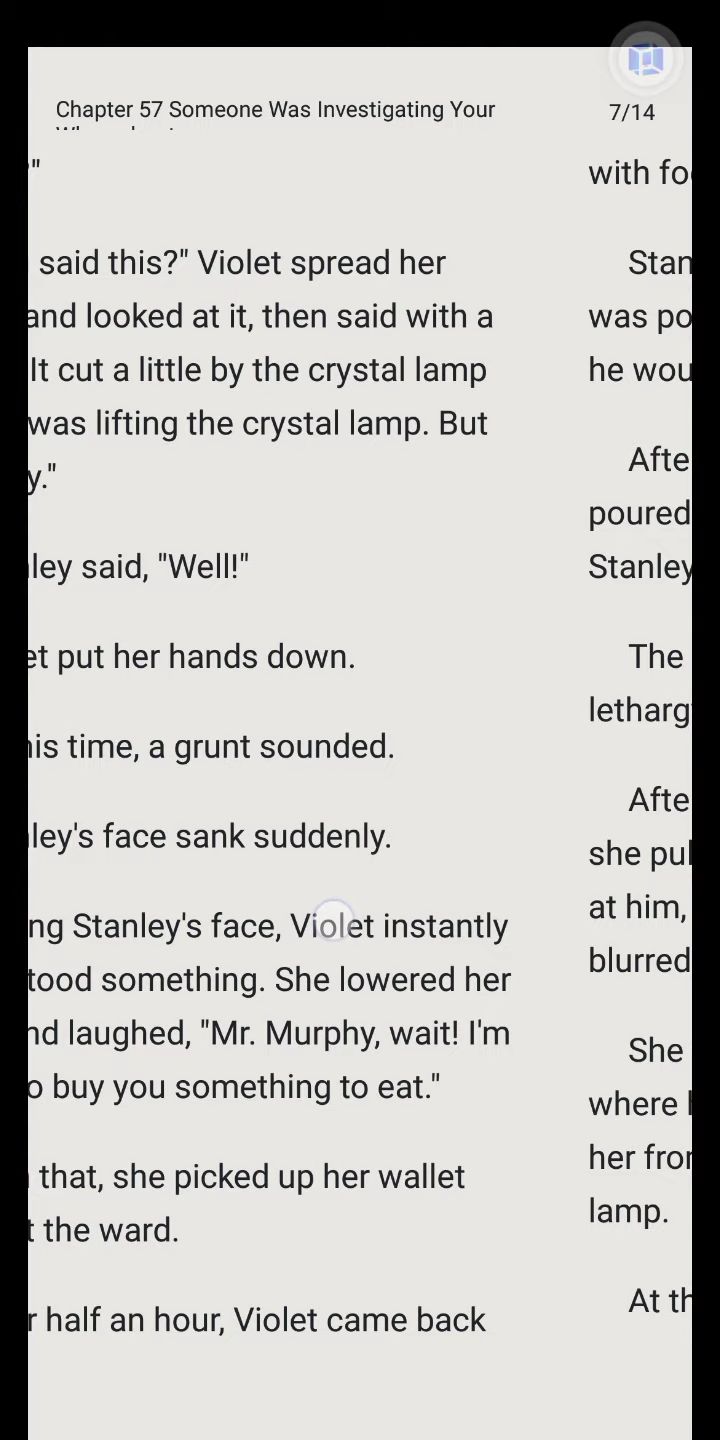 Chapter 57 Someone Was Investigating Your
7/14
said this?" Violet spread her
and looked at it, then said with a
It cut a little by the crystal lamp
was lifting the crystal lamp. But
y."
ley said, "Well!"
et put her hands down.
his time, a grunt sounded.
ley's face sank suddenly.
ng Stanley's face, Violet instantly
tood something. She lowered her
nd laughed, "Mr. Murphy, wait! I'm
o buy you something to eat."
that, she picked up her wallet
t the ward.
r half an hour, Violet came back
with fo
Stan
was po
he wou
Afte
poured
Stanley
The
letharg
Afte
she pul
at him,
blurred
She
where
her fro
lamp.
At th